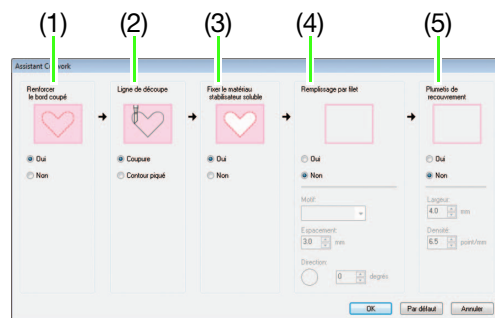 (1) (2) (3) (4) (5)
Assistant Cutwork
Renforcer
le bord coupé
Oui
Non
Ligne de découpe
Coupure
Contour piqué
Fixer le matériau
stabilisateur soluble
Oui
Non
Remplissage par filet
Oui
Non
Motif:
Espacement:
3.0 mm
Direction:
0 degrés
Plumetis de
recouvrement
Oui
Non
Largeur:
4.0 mm
Densité:
6.5 point/mm
OK Par défaut Annuler